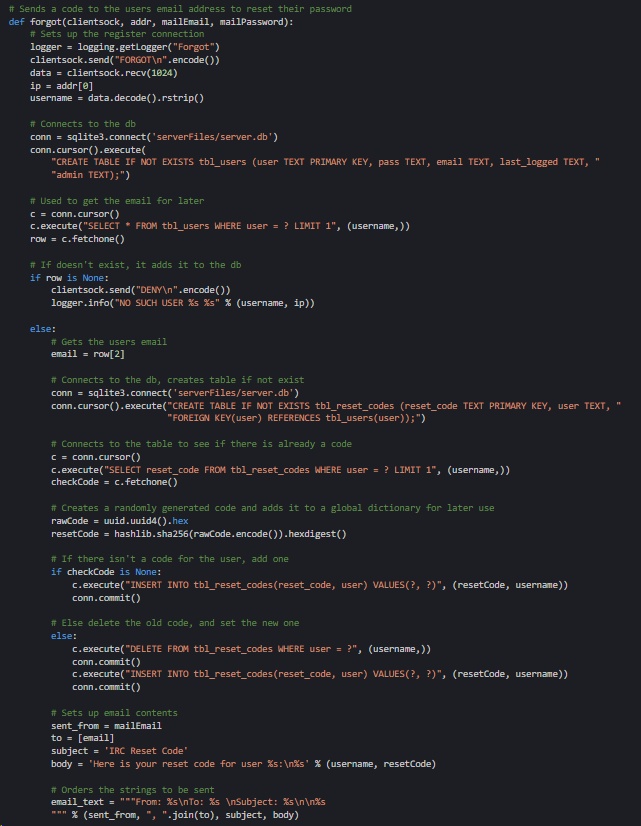 # Sends a code to the users email address to reset their password
def forgot(clientsock, addr, mailEmail, mailPassword):
    # Sets up the register connection
    logger = logging.getLogger("Forgot")
    clientsock.send("FORGOT\n".encode())
    data = clientsock.recv(1024)
    ip = addr[0]
    username = data.decode().rstrip()

    # Connects to the db
    conn = sqlite3.connect('serverFiles/server.db')
    conn.cursor().execute(
        "CREATE TABLE IF NOT EXISTS tbl_users (user TEXT PRIMARY KEY, pass TEXT, email TEXT, last_logged TEXT, "
        "admin TEXT);")

    # Used to get the email for later
    c = conn.cursor()
    c.execute("SELECT * FROM tbl_users WHERE user = ? LIMIT 1", (username,))
    row = c.fetchone()

    # If doesn't exist, it adds it to the db
    if row is None:
        clientsock.send("DENY\n".encode())
        logger.info("NO SUCH USER %s %s" % (username, ip))

    else:
        # Gets the users email
        email = row[2]

        # Connects to the db, creates table if not exist
        conn = sqlite3.connect('serverFiles/server.db')
        conn.cursor().execute("CREATE TABLE IF NOT EXISTS tbl_reset_codes (reset_code TEXT PRIMARY KEY, user TEXT, "
                              "FOREIGN KEY(user) REFERENCES tbl_users(user));")

        # Connects to the table to see if there is already a code
        c = conn.cursor()
        c.execute("SELECT reset_code FROM tbl_reset_codes WHERE user = ? LIMIT 1", (username,))
        checkCode = c.fetchone()

        # Creates a randomly generated code and adds it to a global dictionary for later use
        rawCode = uuid.uuid4().hex
        resetCode = hashlib.sha256(rawCode.encode()).hexdigest()

        # If there isn't a code for the user, add one
        if checkCode is None:
            c.execute("INSERT INTO tbl_reset_codes(reset_code, user) VALUES(?, ?)", (resetCode, username))
            conn.commit()

        # Else delete the old code, and set the new one
        else:
            c.execute("DELETE FROM tbl_reset_codes WHERE user = ?", (username,))
            conn.commit()
            c.execute("INSERT INTO tbl_reset_codes(reset_code, user) VALUES(?, ?)", (resetCode, username))
            conn.commit()

        # Sets up email contents
        sent_from = mailEmail
        to = [email]
        subject = 'IRC Reset Code'
        body = 'Here is your reset code for user %s:\n%s' % (username, resetCode)

        # Orders the strings to be sent
        email_text = """From: %s\nTo: %s \nSubject: %s\n\n%s
        """ % (sent_from, ", ".join(to), subject, body)